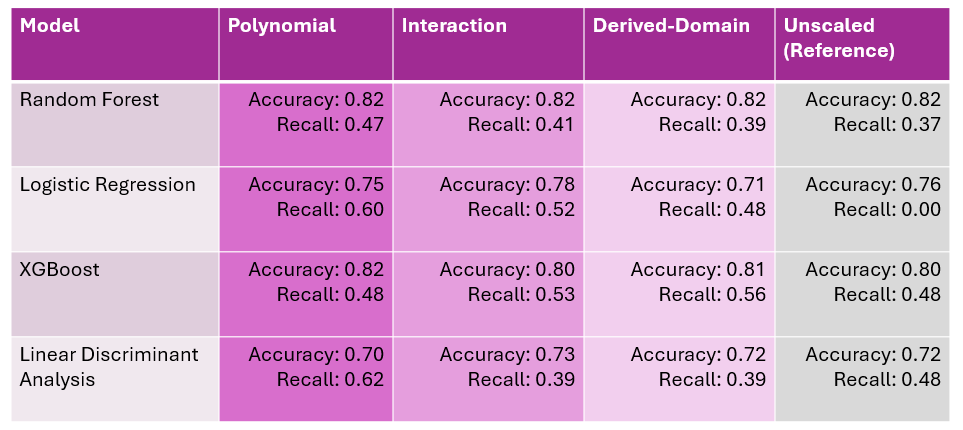 Model Polynomial Interaction Derived-Domain Unscaled
(Reference)
Random Forest Accuracy: 0.82 Accuracy: 0.82 Accuracy: 0.82 Accuracy: 0.82
Recall: 0.47 Recall: 0.41 Recall: 0.39 Recall: 0.37
Logistic Regression Accuracy: 0.75 Accuracy: 0.78 Accuracy: 0.71 Accuracy: 0.76
Recall: 0.60 Recall: 0.52 Recall: 0.48 Recall: 0.00
XGBoost Accuracy: 0.82 Accuracy: 0.80 Accuracy: 0.81 Accuracy: 0.80
Recall: 0.48 Recall: 0.53 Recall: 0.56 Recall: 0.48
Linear Discriminant Accuracy: 0.70 Accuracy: 0.73 Accuracy: 0.72 Accuracy: 0.72
Analysis Recall: 0.62 Recall: 0.39 Recall: 0.39 Recall: 0.48